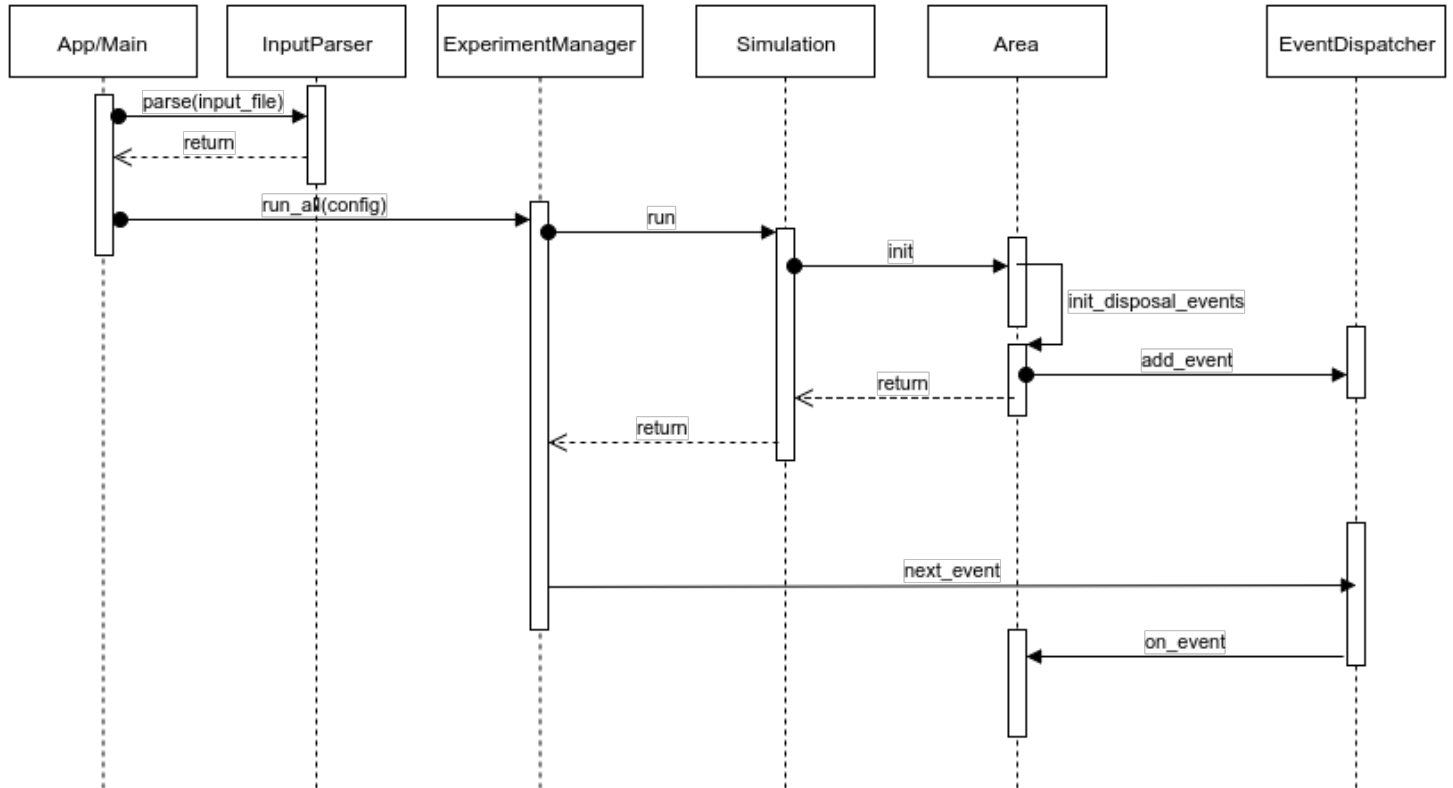 App/Main
InputParser
ExperimentManager
Simulation
Area
EventDispatcher
parse(input_file)
return
run_all(config)
run
init
init_disposal_events
add_event
return
return
next_event
on_event